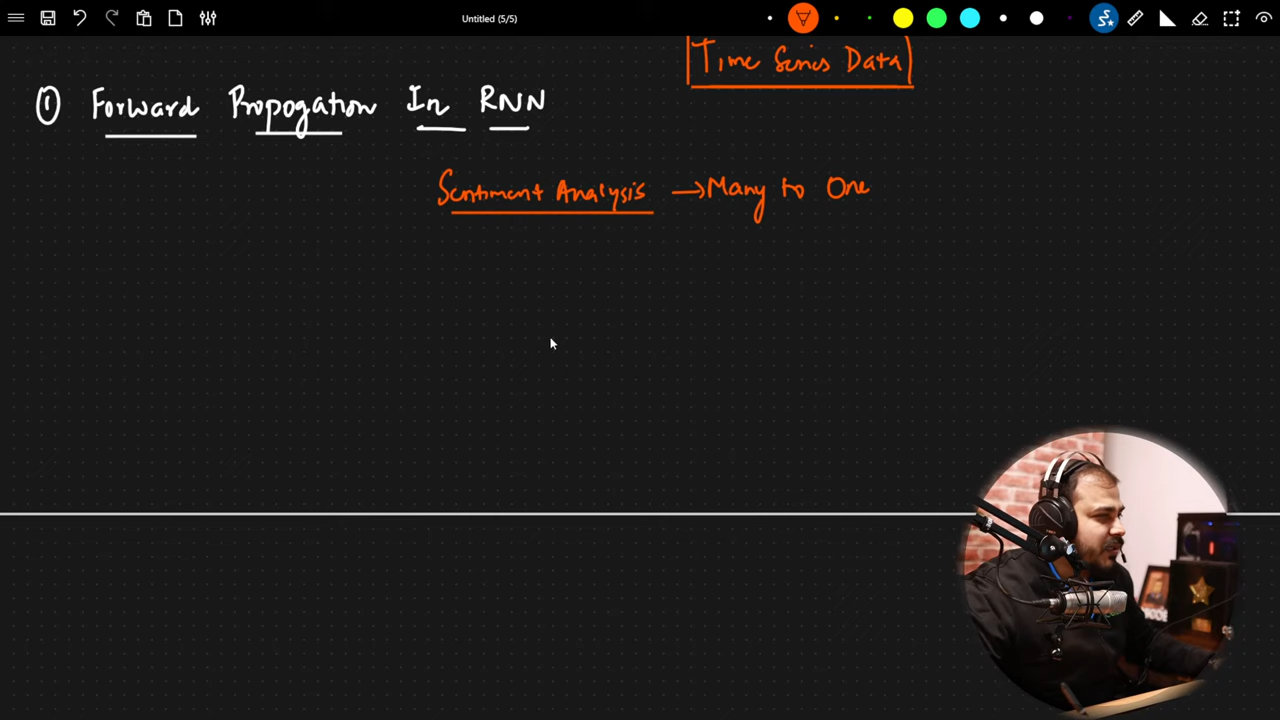 Untitled (5/5)
Time Series Data
① Forward Propogation In RNN
Sentiment Analysis → Many to One